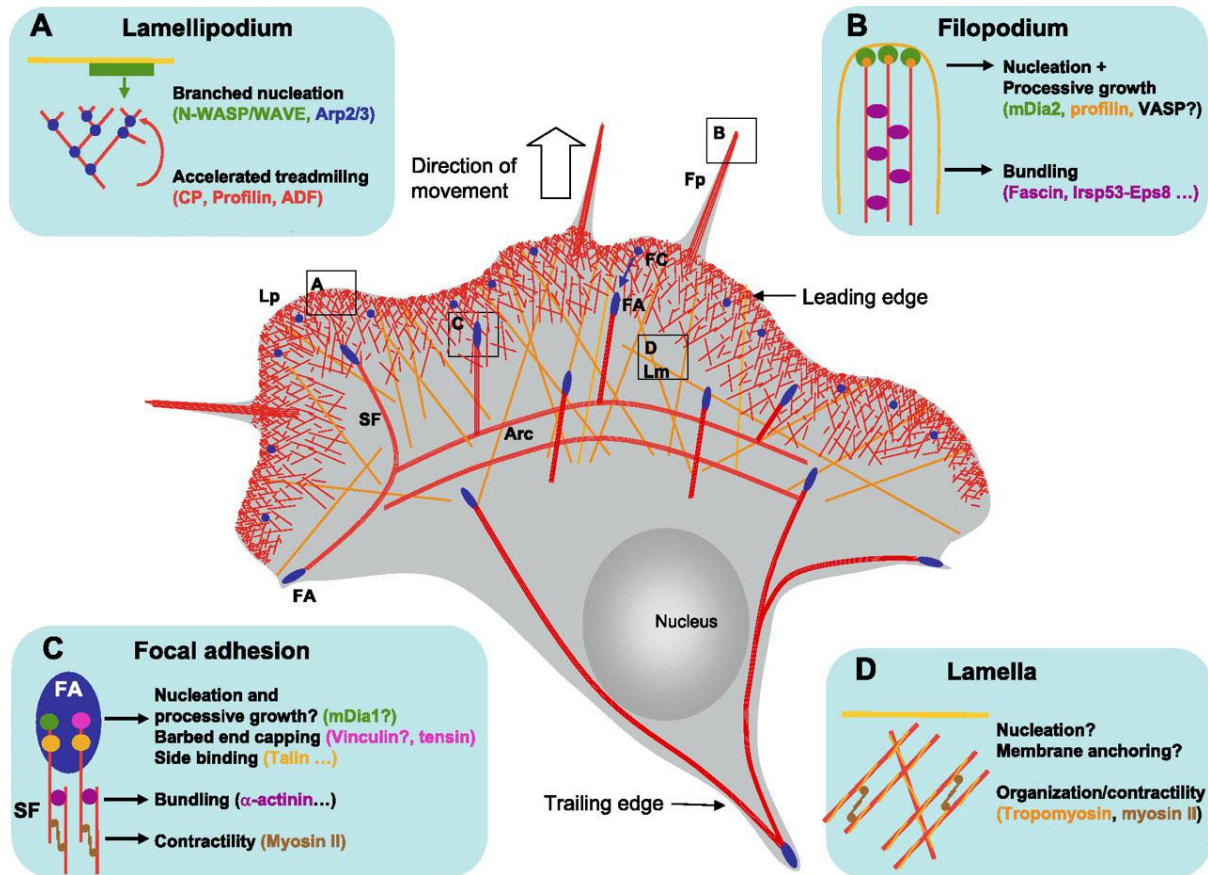 A Lamellipodium
Branched nucleation
(N-WASP/WAVE, Arp2/3)
Accelerated treadmilling
(CP, Profilin, ADF)
B Filopodium
Nucleation +
Processive growth
(mDia2, profilin, VASP?)
Bundling
(Fascin, Irsp53-Eps8 ...)
Direction of
movement
B
Fp
FC
Lp
A
FA
Leading edge
C
D
Lm
SF
Arc
FA
Nucleus
Trailing edge
C Focal adhesion
FA
Nucleation and
processive growth? (mDia1?)
Barbed end capping (Vinculin?, tensin)
Side binding (Talin ...)
SF
Bundling (α-actinin...)
Contractility (Myosin II)
D Lamella
Nucleation?
Membrane anchoring?
Organization/contractility
(Tropomyosin, myosin II)